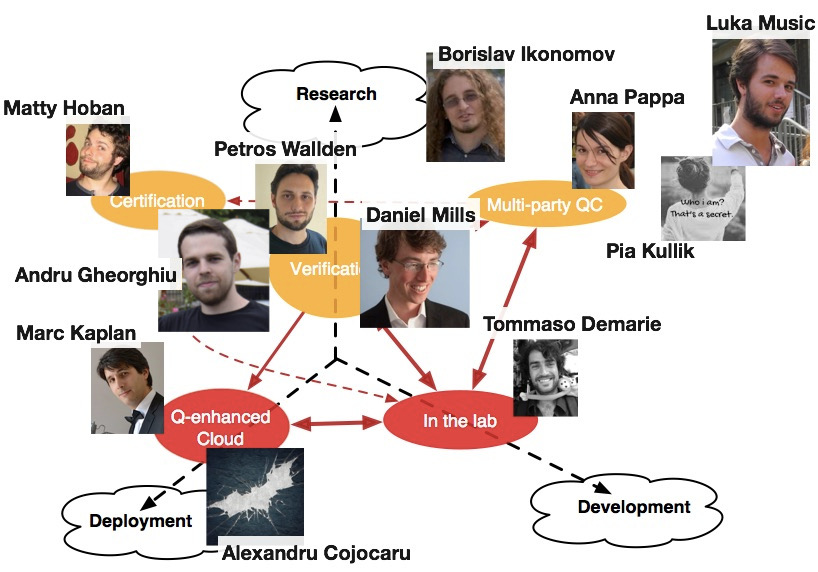 Luka Music
Borislav Ikonomov
Research
Anna Pappa
Matty Hoban
Petros Wallden
Certification
Who i am?
That's a secret.
Daniel Mills
Multi-party QC
Pia Kullik
Andru Gheorghiu
Verificati
Marc Kaplan
Tommaso Demarie
Q-enhanced
Cloud
In the lab
Deployment
Development
Alexandru Cojocaru